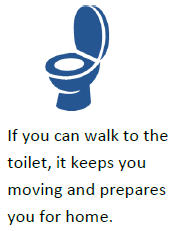 If you can walk to the
toilet, it keeps you
moving and prepares
you for home.